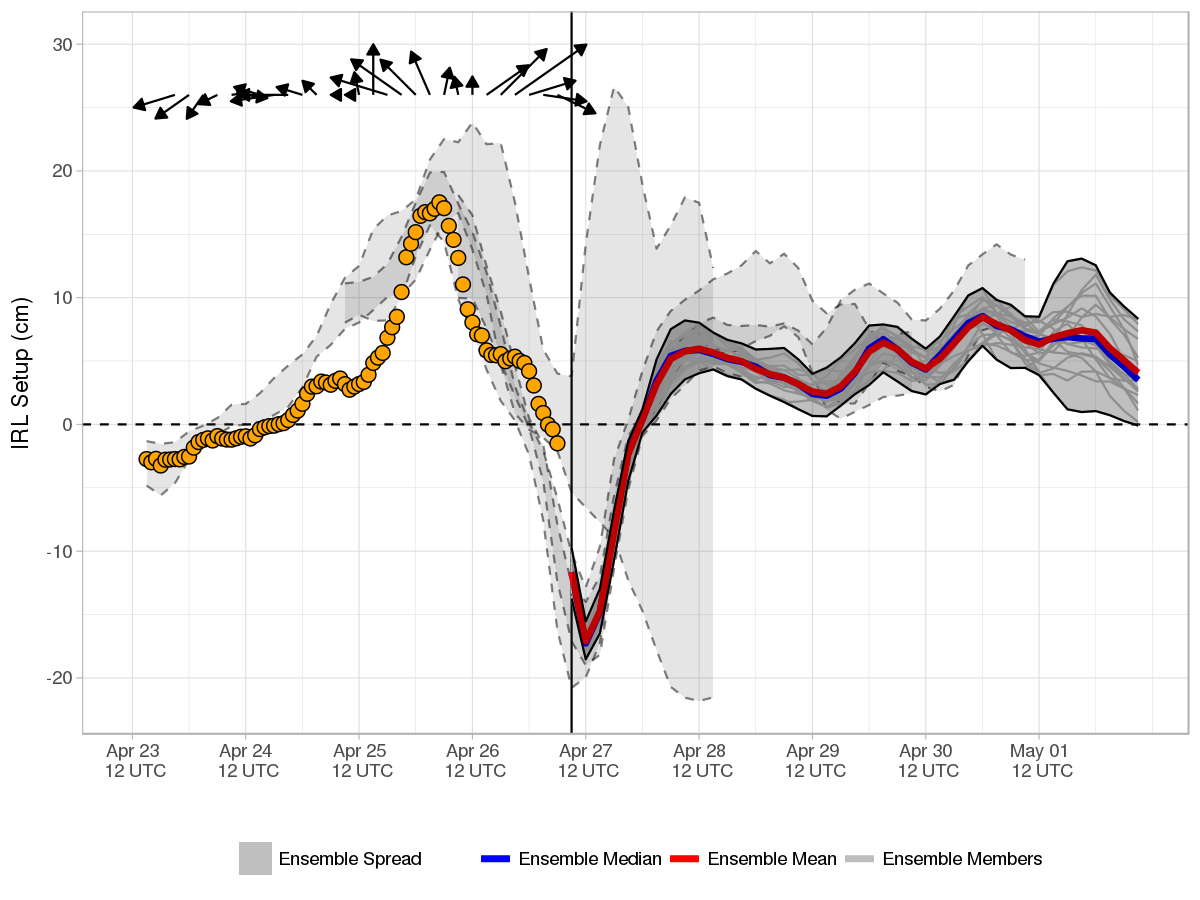 IRL Setup (cm)
30
20
10
0
-10
-20
Apr 23 Apr 24 Apr 25 Apr 26 Apr 27 Apr 28 Apr 29 Apr 30 May 01
12 UTC 12 UTC 12 UTC 12 UTC 12 UTC 12 UTC 12 UTC 12 UTC 12 UTC
Ensemble Spread Ensemble Median Ensemble Mean Ensemble Members